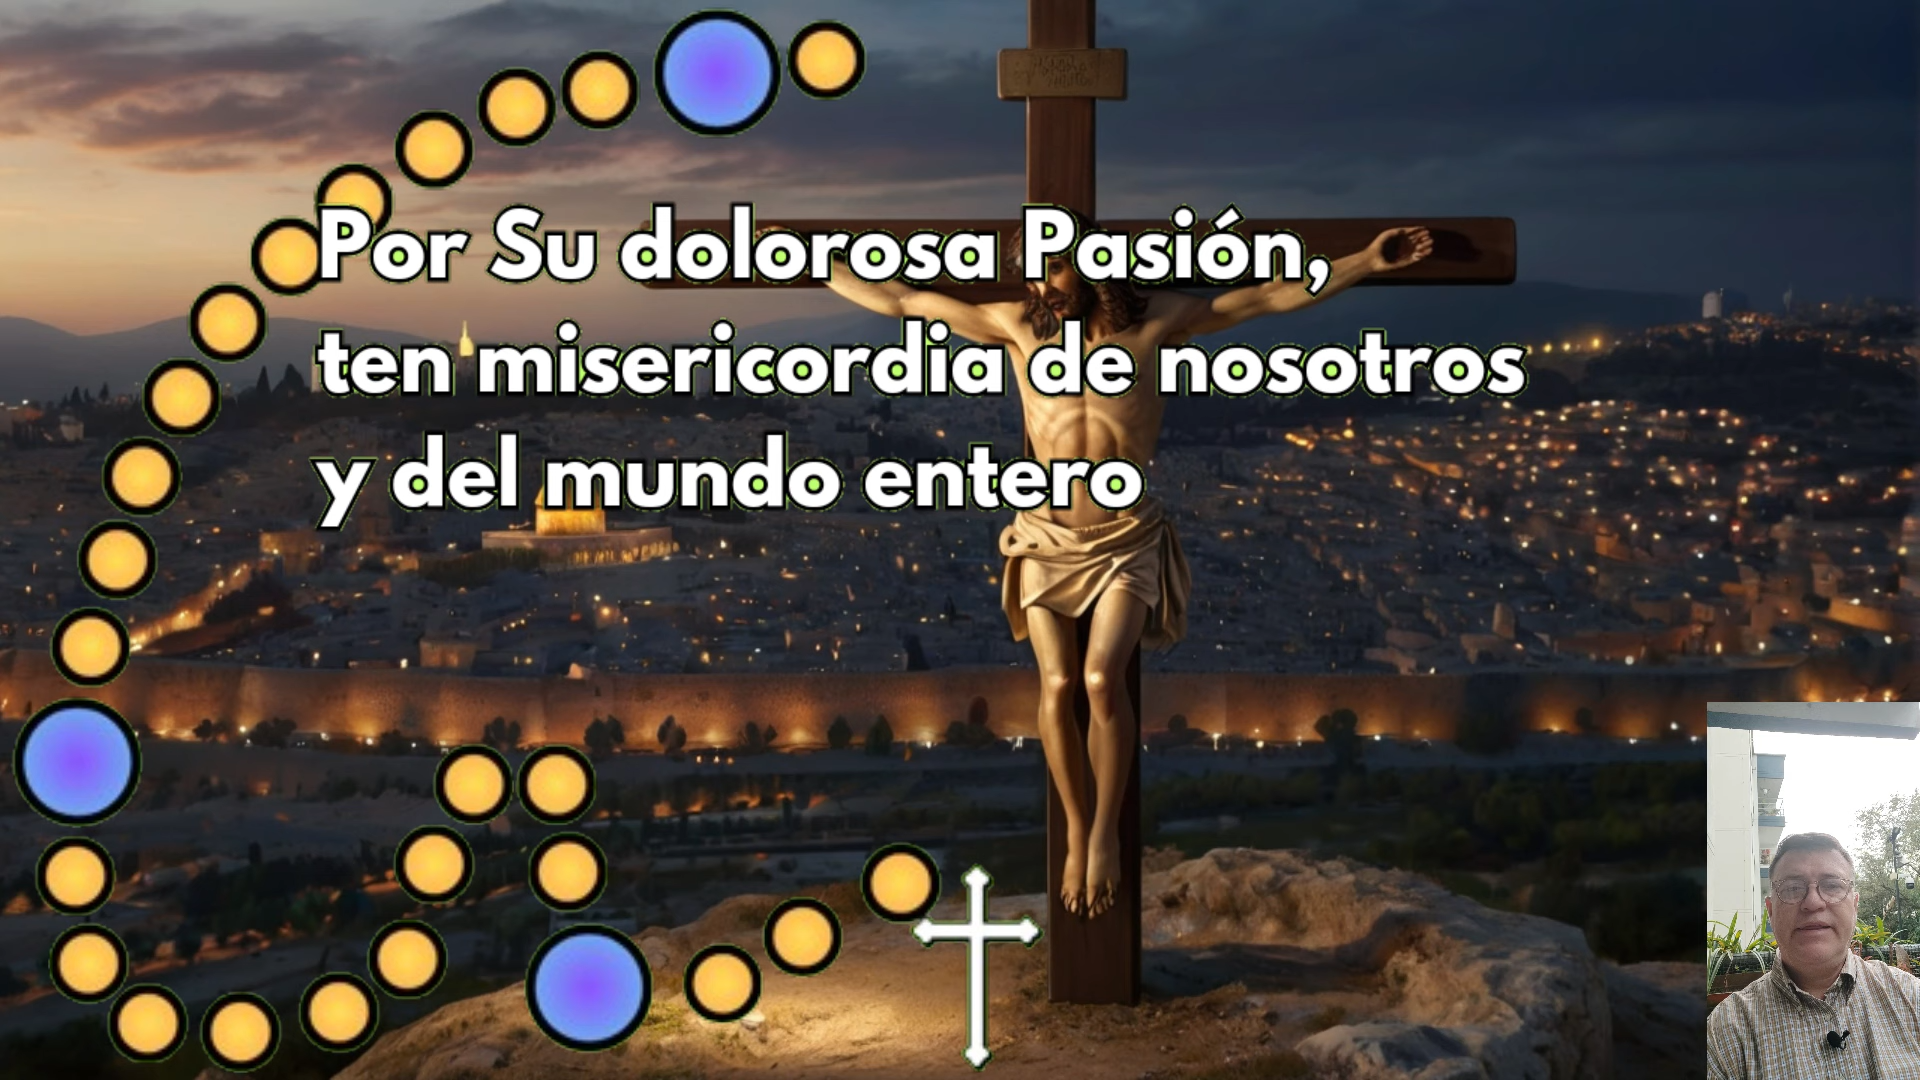 Por Su dolorosa Pasión,
ten misericordia de nosotros
y del mundo entero